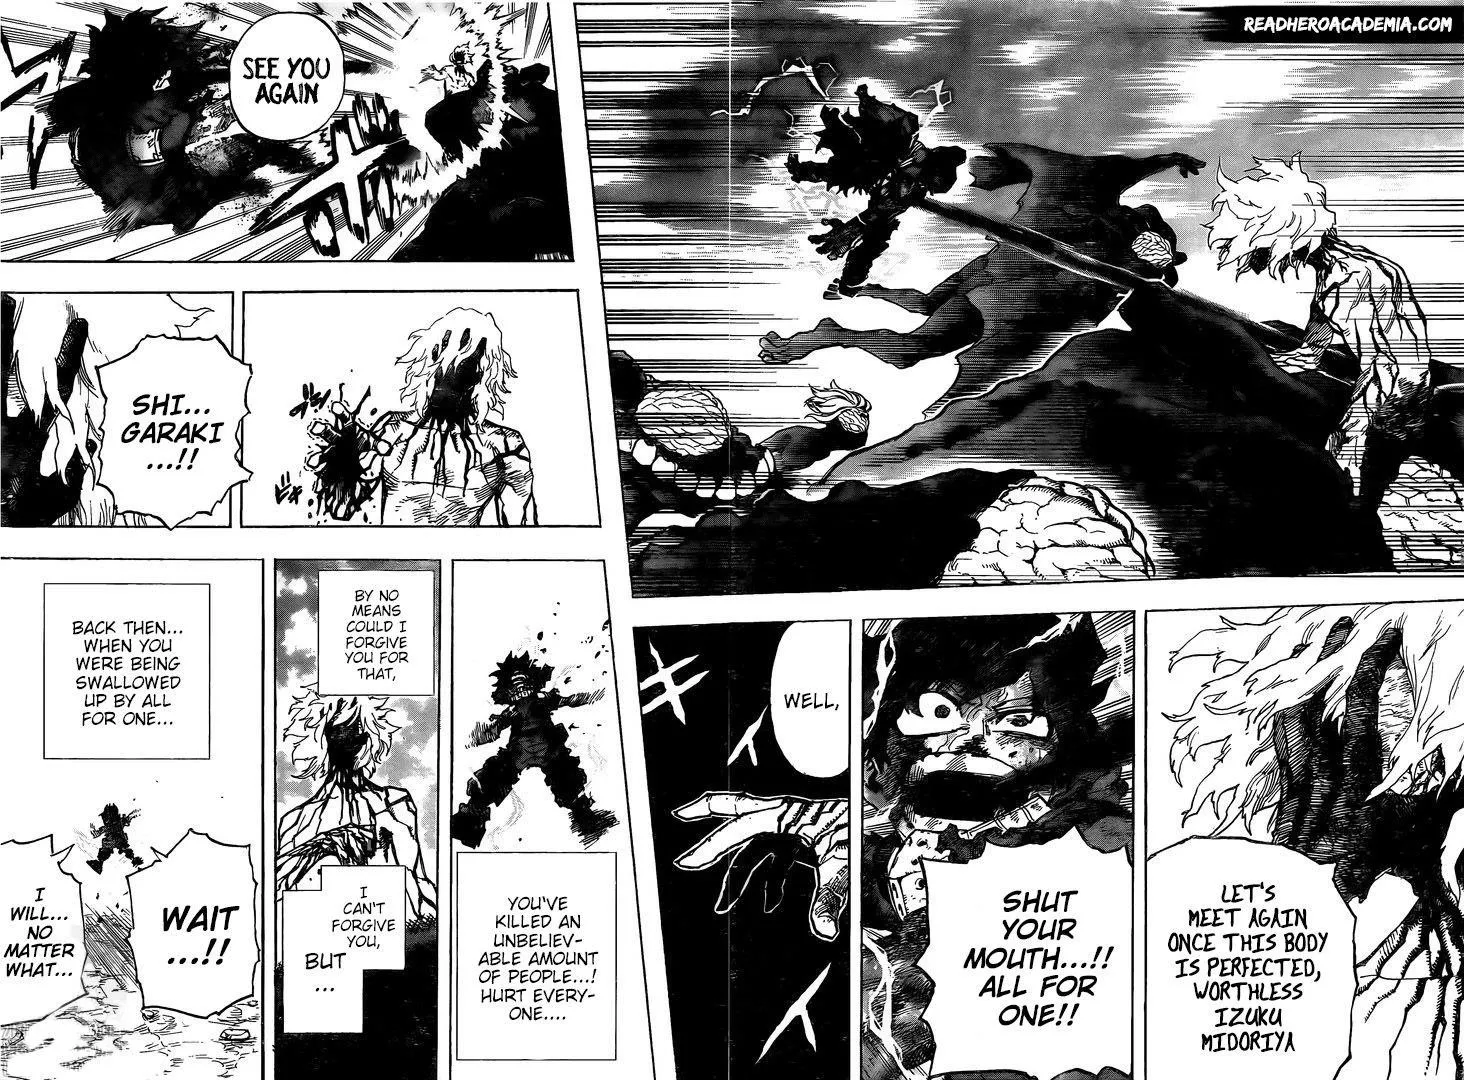 READHEROACADEMIA.COM
LET'S
MEET AGAIN
ONCE THIS BODY
IS PERFECTED,
WORTHLESS
IZUKU
MIDORIYA
SHUT
YOUR
MOUTH...!!
ALL FOR
ONE!!
WELL,
SEE YOU
AGAIN
SHI...
GARAKI
...!!
YOU'VE
KILLED AN
UNBELIEV-
ABLE AMOUNT
OF PEOPLE...!
HURT EVERY-
ONE....
BY NO
MEANS
COULD I
FORGIVE
YOU FOR
THAT,
I
CAN'T
FORGIVE
YOU,
BUT
...
BACK THEN...
WHEN YOU
WERE BEING
SWALLOWED
UP BY ALL
FOR ONE...
WAIT
...!!
I
WILL...
NO
MATTER
WHAT...